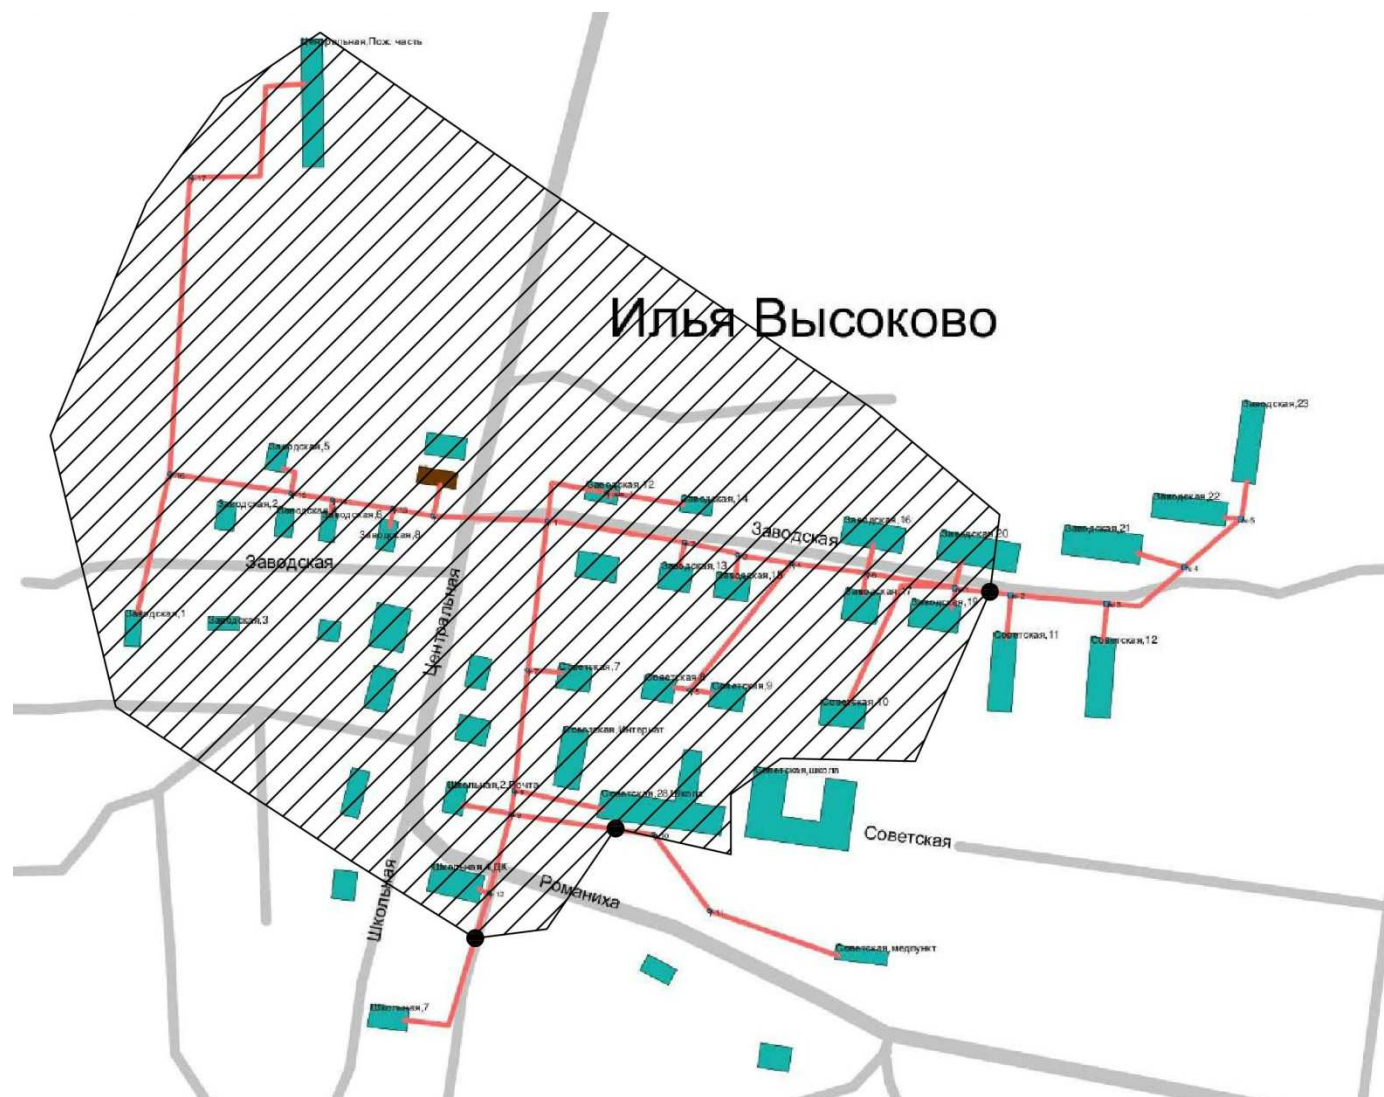 Центральная,Пож. часть
17
Илья Высоково
Заводская,23
Заводская,5
Заводская,12
Заводская,14
Заводская,22
Заводская,2
Заводская,6
Заводская,8
Заводская
Заводская,16
Заводская,20
Заводская,21
Заводская
Заводская,13
Заводская,15
Заводская,17
Заводская,19
Заводская,1
Заводская,3
Центральная
Советская,11
Советская,12
Советская,7
Советская,8
Советская,9
Советская,10
Советская,Интернат
Советская,школа
Школьная,2,Почта
Советская,28,Школа
Советская
Школьная,4,ДК
Романиха
Школьная
Советская,медпункт
Школьная,7